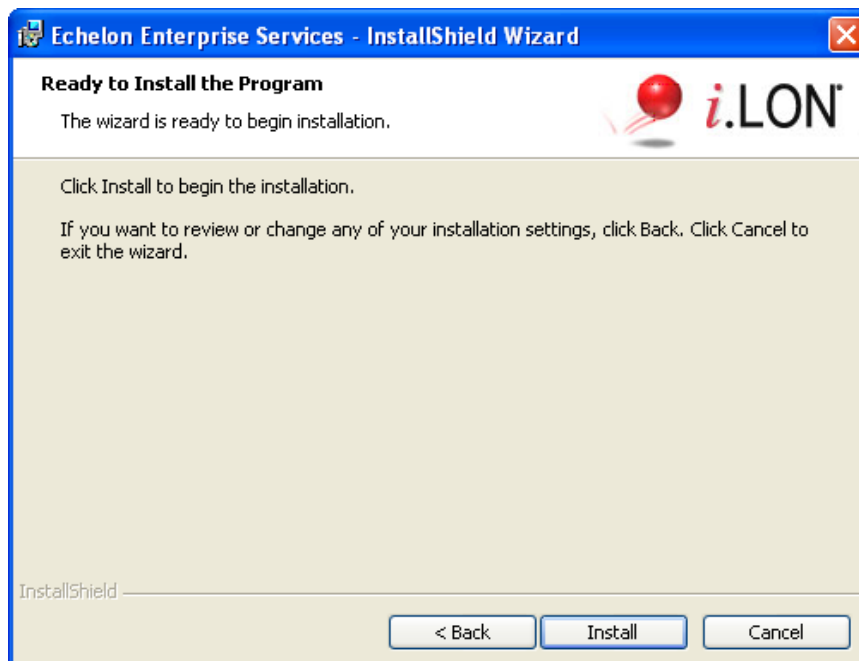 Echelon Enterprise Services - InstallShield Wizard
Ready to Install the Program
The wizard is ready to begin installation.
i.LON®
Click Install to begin the installation.
If you want to review or change any of your installation settings, click Back. Click Cancel to
exit the wizard.
InstallShield
< Back
Install
Cancel